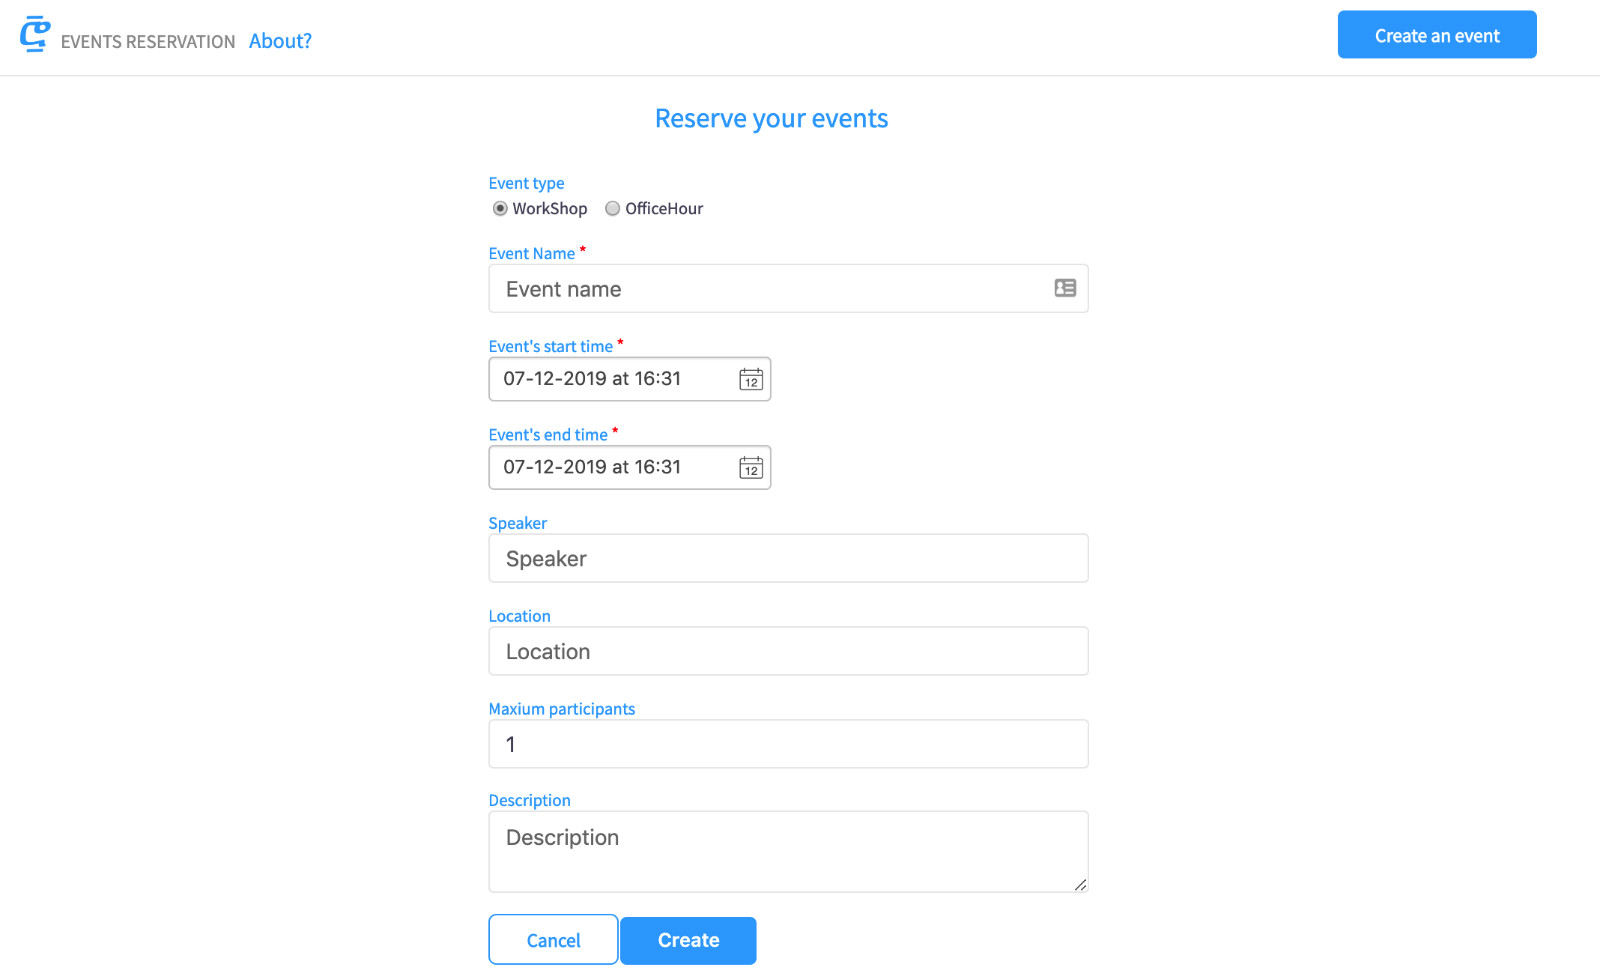 EVENTS RESERVATION About? Create an event
Reserve your events
Event type
WorkShop OfficeHour
Event Name *
Event name
Event's start time *
07-12-2019 at 16:31 12
Event's end time *
07-12-2019 at 16:31 12
Speaker
Speaker
Location
Location
Maxium participants
1
Description
Description
Cancel Create